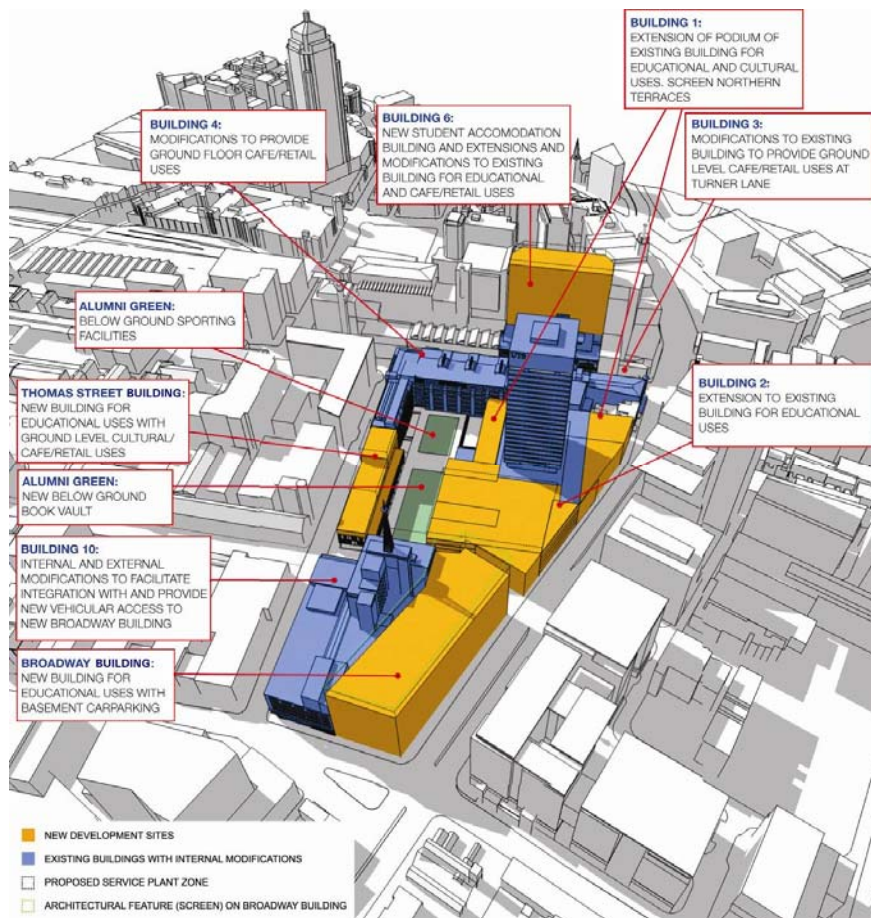 BUILDING 1:
EXTENSION OF PODIUM OF
EXISTING BUILDING FOR
EDUCATIONAL AND CULTURAL
USES. SCREEN NORTHERN
TERRACES
BUILDING 4:
MODIFICATIONS TO PROVIDE
GROUND FLOOR CAFE/RETAIL
USES
BUILDING 6:
NEW STUDENT ACCOMODATION
BUILDING AND EXTENSIONS AND
MODIFICATIONS TO EXISTING
BUILDING FOR EDUCATIONAL
AND CAFE/RETAIL USES
BUILDING 3:
MODIFICATIONS TO EXISTING
BUILDING TO PROVIDE GROUND
LEVEL CAFE/RETAIL USES AT
TURNER LANE
ALUMNI GREEN:
BELOW GROUND SPORTING
FACILITIES
UTS
BUILDING 2:
EXTENSION TO EXISTING
BUILDING FOR EDUCATIONAL
USES
THOMAS STREET BUILDING:
NEW BUILDING FOR
EDUCATIONAL USES WITH
GROUND LEVEL CULTURAL/
CAFE/RETAIL USES
ALUMNI GREEN:
NEW BELOW GROUND
BOOK VAULT
BUILDING 10:
INTERNAL AND EXTERNAL
MODIFICATIONS TO FACILITATE
INTEGRATION WITH AND PROVIDE
NEW VEHICULAR ACCESS TO
NEW BROADWAY BUILDING
BROADWAY BUILDING:
NEW BUILDING FOR
EDUCATIONAL USES WITH
BASEMENT CARPARKING
NEW DEVELOPMENT SITES
EXISTING BUILDINGS WITH INTERNAL MODIFICATIONS
PROPOSED SERVICE PLANT ZONE
ARCHITECTURAL FEATURE (SCREEN) ON BROADWAY BUILDING